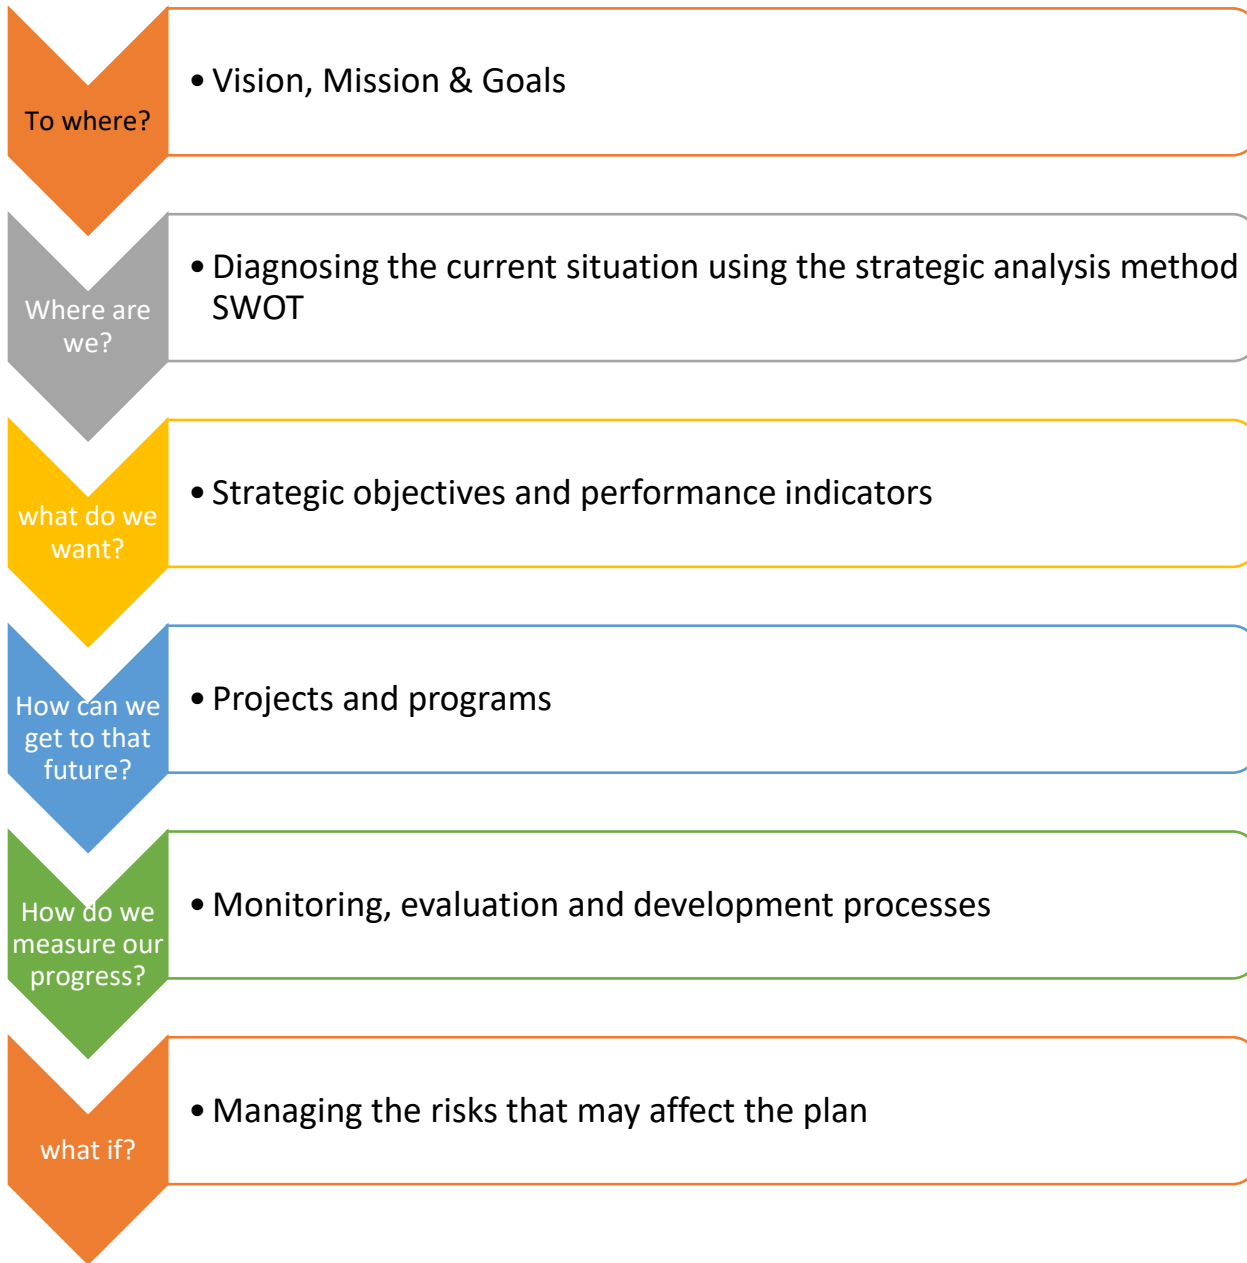 To where?
• Vision, Mission & Goals
Where are
we?
• Diagnosing the current situation using the strategic analysis method
SWOT
what do we
want?
• Strategic objectives and performance indicators
How can we
get to that
future?
• Projects and programs
How do we
measure our
progress?
• Monitoring, evaluation and development processes
what if?
• Managing the risks that may affect the plan